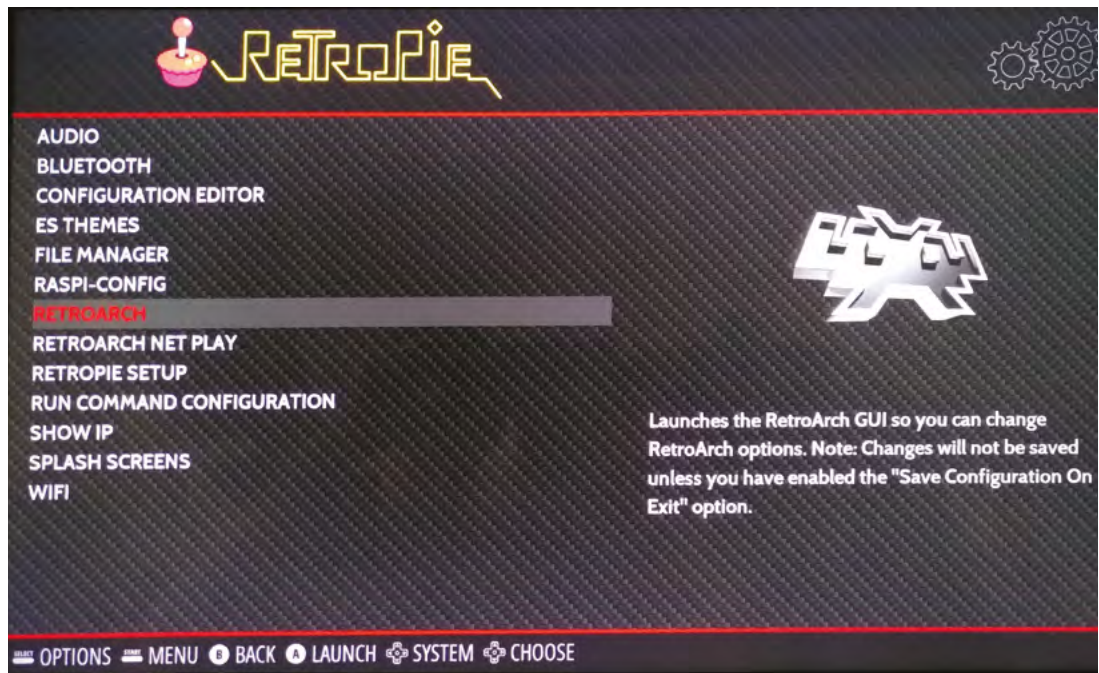 RETROPIE
AUDIO
BLUETOOTH
CONFIGURATION EDITOR
ES THEMES
FILE MANAGER
RASPI-CONFIG
RETROARCH
RETROARCH NET PLAY
RETROPIE SETUP
RUN COMMAND CONFIGURATION
SHOW IP
SPLASH SCREENS
WIFI
Launches the RetroArch GUI so you can change
RetroArch options. Note: Changes will not be saved
unless you have enabled the "Save Configuration On
Exit" option.
SELECT OPTIONS START MENU B BACK A LAUNCH SYSTEM CHOOSE